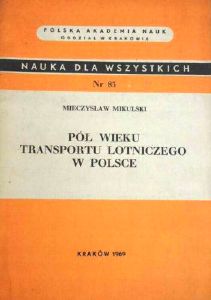 POLSKA AKADEMIA NAUK
ODDZIAŁ W KRAKOWIE
NAUKA DLA WSZYSTKICH
Nr 85
MIECZYSŁAW MIKULSKI
PÓŁ WIEKU
TRANSPORTU LOTNICZEGO
W POLSCE
KRAKÓW 1969